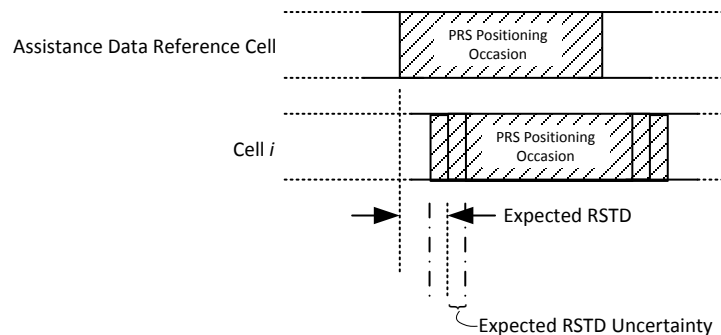 Assistance Data Reference Cell
PRS Positioning
Occasion
Cell i
PRS Positioning
Occasion
Expected RSTD
Expected RSTD Uncertainty